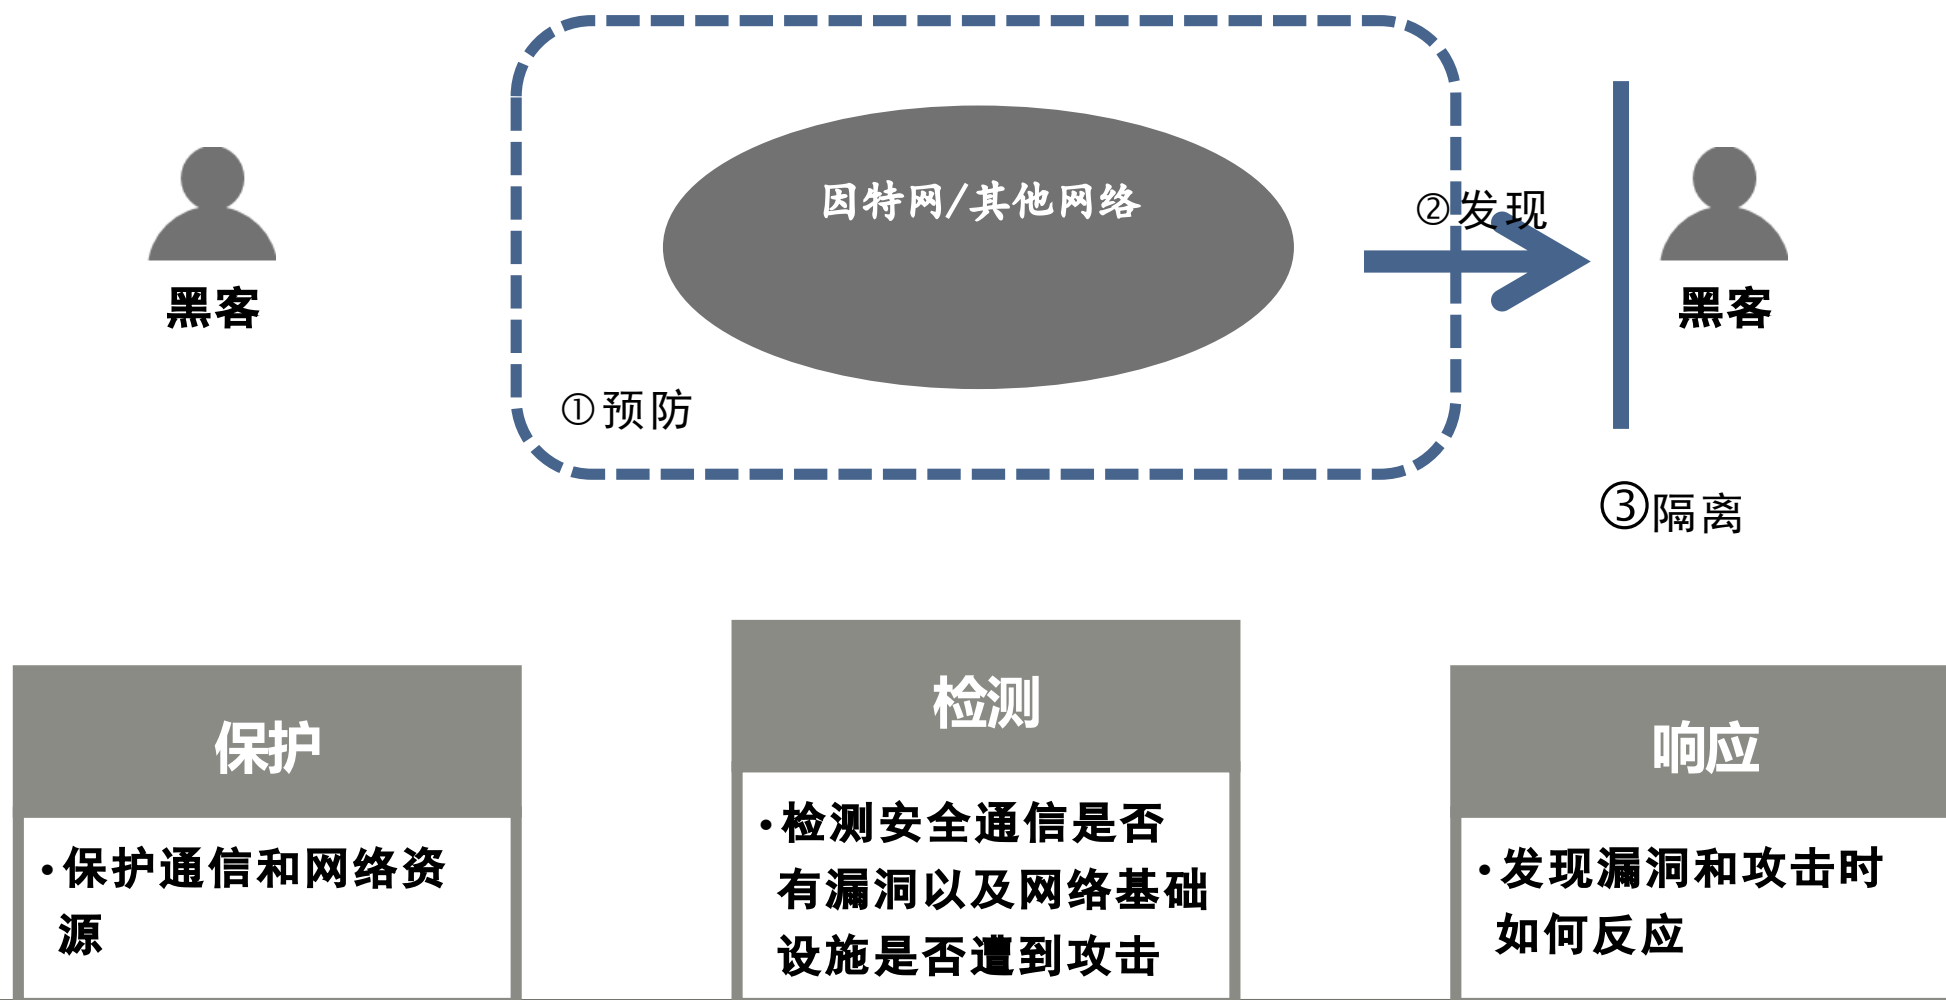 因特网/其他网络
②发现
黑客
黑客
①预防
③隔离
保护
•保护通信和网络资
源
检测
•检测安全通信是否
有漏洞以及网络基础
设施是否遭到攻击
响应
•发现漏洞和攻击时
如何反应